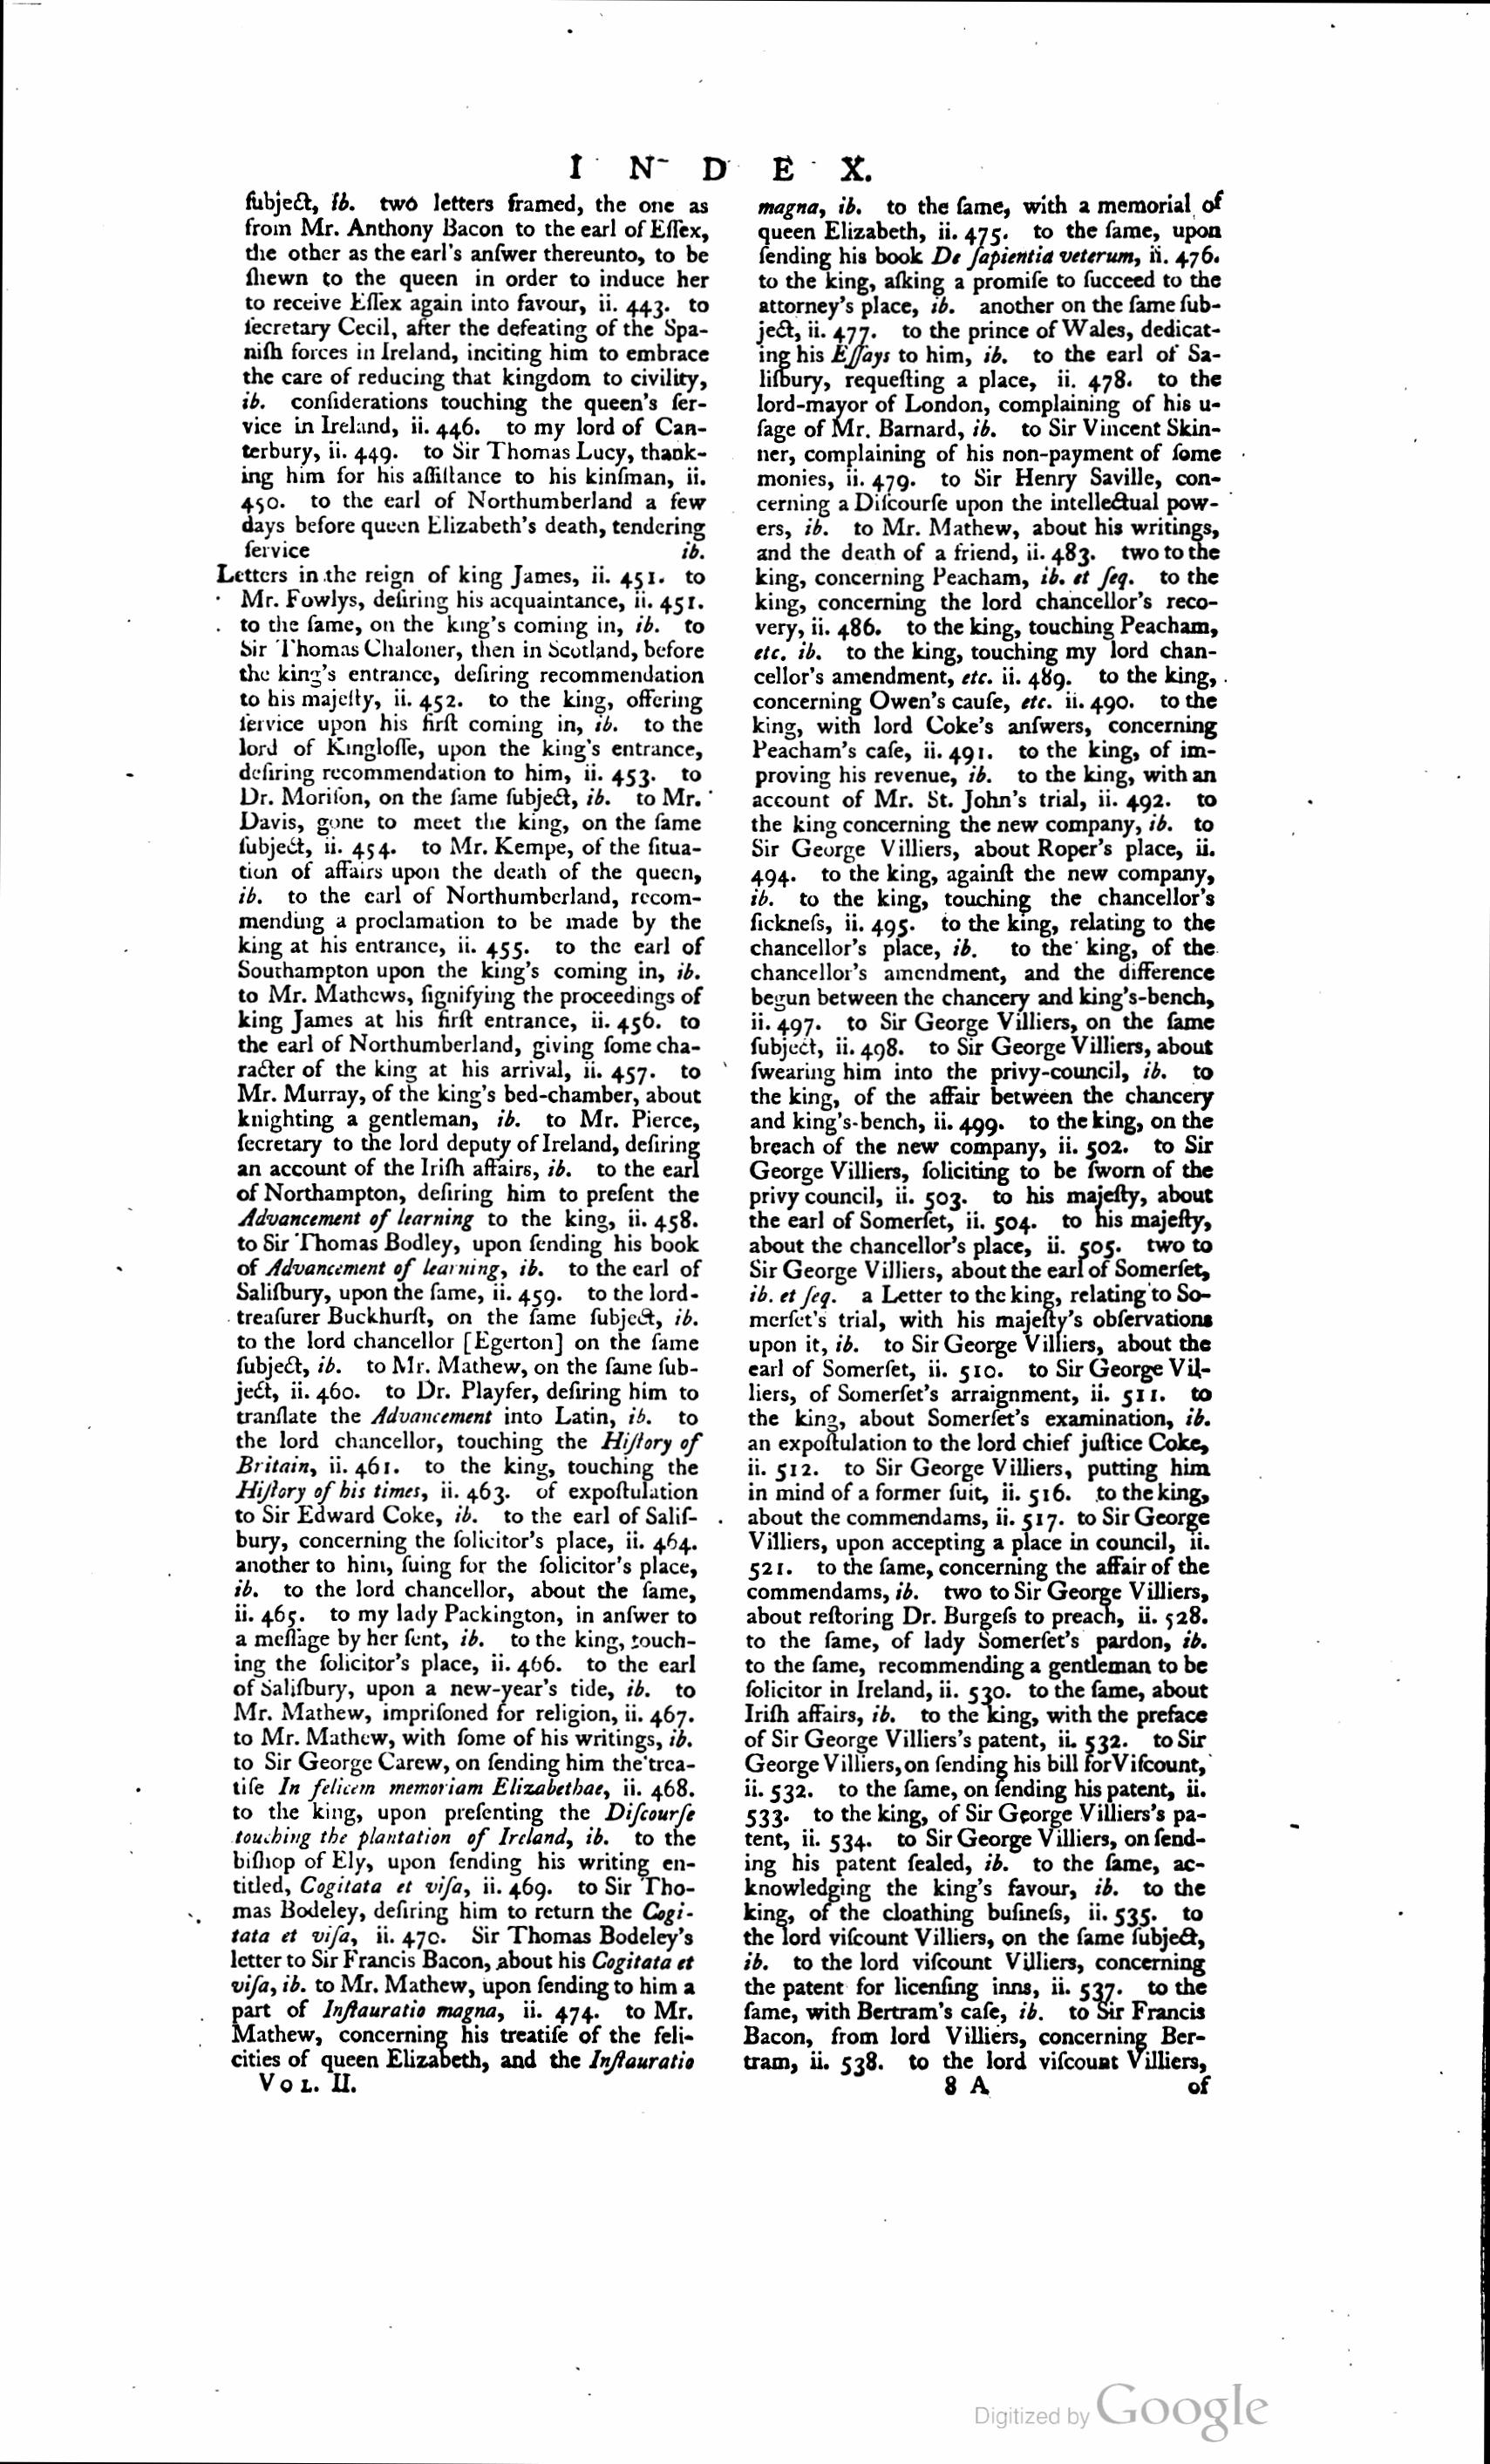 I N D E X.
ſubject, ib. two letters framed, the one as
from Mr. Anthony Bacon to the earl of Eſſex,
the other as the earl's anſwer thereunto, to be
ſhewn to the queen in order to induce her
to receive Eſſex again into favour, ii. 443. to
ſecretary Cecil, after the defeating of the Spa-
niſh forces in Ireland, inciting him to embrace
the care of reducing that kingdom to civility,
ib. conſiderations touching the queen's ſer-
vice in Ireland, ii. 446. to my lord of Can-
terbury, ii. 449. to Sir Thomas Lucy, thank-
ing him for his aſſiſtance to his kinſman, ii.
450. to the earl of Northumberland a few
days before queen Elizabeth's death, tendering
ſervice ib.
Letters in the reign of king James, ii. 451. to
Mr. Fowlys, deſiring his acquaintance, ii. 451.
to the ſame, on the king's coming in, ib. to
Sir Thomas Chaloner, then in Scotland, before
the king's entrance, deſiring recommendation
to his majeſty, ii. 452. to the king, offering
ſervice upon his firſt coming in, ib. to the
lord of Kingloſſe, upon the king's entrance,
deſiring recommendation to him, ii. 453. to
Dr. Moriſon, on the ſame ſubject, ib. to Mr.
Davis, gone to meet the king, on the ſame
ſubject, ii. 454. to Mr. Kempe, of the ſitua-
tion of affairs upon the death of the queen,
ib. to the earl of Northumberland, recom-
mending a proclamation to be made by the
king at his entrance, ii. 455. to the earl of
Southampton upon the king's coming in, ib.
to Mr. Mathews, ſignifying the proceedings of
king James at his firſt entrance, ii. 456. to
the earl of Northumberland, giving ſome cha-
racter of the king at his arrival, ii. 457. to
Mr. Murray, of the king's bed-chamber, about
knighting a gentleman, ib. to Mr. Pierce,
ſecretary to the lord deputy of Ireland, deſiring
an account of the Iriſh affairs, ib. to the earl
of Northampton, deſiring him to preſent the
Advancement of learning to the king, ii. 458.
to Sir Thomas Bodley, upon ſending his book
of Advancement of learning, ib. to the earl of
Saliſbury, upon the ſame, ii. 459. to the lord-
treaſurer Buckhurſt, on the ſame ſubject, ib.
to the lord chancellor [Egerton] on the ſame
ſubject, ib. to Mr. Mathew, on the ſame ſub-
ject, ii. 460. to Dr. Playfer, deſiring him to
tranſlate the Advancement into Latin, ib. to
the lord chancellor, touching the Hiſtory of
Britain, ii. 461. to the king, touching the
Hiſtory of his times, ii. 463. of expoſtulation
to Sir Edward Coke, ib. to the earl of Saliſ-
bury, concerning the ſolicitor's place, ii. 464.
another to him, ſuing for the ſolicitor's place,
ib. to the lord chancellor, about the ſame,
ii. 465. to my lady Packington, in anſwer to
a meſſage by her ſent, ib. to the king, touch-
ing the ſolicitor's place, ii. 466. to the earl
of Saliſbury, upon a new-year's tide, ib. to
Mr. Mathew, impriſoned for religion, ii. 467.
to Mr. Mathew, with ſome of his writings, ib.
to Sir George Carew, on ſending him the trea-
tiſe In felicem memoriam Elizabethae, ii. 468.
to the king, upon preſenting the Diſcourſe
touching the plantation of Ireland, ib. to the
biſhop of Ely, upon ſending his writing en-
titled, Cogitata et viſa, ii. 469. to Sir Tho-
mas Bodeley, deſiring him to return the Cogi-
tata et viſa, ii. 470. Sir Thomas Bodeley's
letter to Sir Francis Bacon, about his Cogitata et
viſa, ib. to Mr. Mathew, upon ſending to him a
part of Inſtauratio magna, ii. 474. to Mr.
Mathew, concerning his treatiſe of the feli-
cities of queen Elizabeth, and the Inſtauratio
VOL. II.
magna, ib. to the ſame, with a memorial of
queen Elizabeth, ii. 475. to the ſame, upon
ſending his book De ſapientia veterum, ii. 476.
to the king, aſking a promiſe to ſucceed to the
attorney's place, ib. another on the ſame ſub-
ject, ii. 477. to the prince of Wales, dedicat-
ing his Eſſays to him, ib. to the earl of Sa-
liſbury, requeſting a place, ii. 478. to the
lord-mayor of London, complaining of his u-
ſage of Mr. Barnard, ib. to Sir Vincent Skin-
ner, complaining of his non-payment of ſome
monies, ii. 479. to Sir Henry Saville, con-
cerning a Diſcourſe upon the intellectual pow-
ers, ib. to Mr. Mathew, about his writings,
and the death of a friend, ii. 483. two to the
king, concerning Peacham, ib. et ſeq. to the
king, concerning the lord chancellor's reco-
very, ii. 486. to the king, touching Peacham,
etc. ib. to the king, touching my lord chan-
cellor's amendment, etc. ii. 489. to the king,
concerning Owen's cauſe, etc. ii. 490. to the
king, with lord Coke's anſwers, concerning
Peacham's caſe, ii. 491. to the king, of im-
proving his revenue, ib. to the king, with an
account of Mr. St. John's trial, ii. 492. to
the king concerning the new company, ib. to
Sir George Villiers, about Roper's place, ii.
494. to the king, againſt the new company,
ib. to the king, touching the chancellor's
ſickneſs, ii. 495. to the king, relating to the
chancellor's place, ib. to the king, of the
chancellor's amendment, and the difference
begun between the chancery and king's-bench,
ii. 497. to Sir George Villiers, on the ſame
ſubject, ii. 498. to Sir George Villiers, about
ſwearing him into the privy-council, ib. to
the king, of the affair between the chancery
and king's-bench, ii. 499. to the king, on the
breach of the new company, ii. 502. to Sir
George Villiers, ſoliciting to be ſworn of the
privy council, ii. 503. to his majeſty, about
the earl of Somerſet, ii. 504. to his majeſty,
about the chancellor's place, ii. 505. two to
Sir George Villiers, about the earl of Somerſet,
ib. et ſeq. a Letter to the king, relating to So-
merſet's trial, with his majeſty's obſervations
upon it, ib. to Sir George Villiers, about the
earl of Somerſet, ii. 510. to Sir George Vil-
liers, of Somerſet's arraignment, ii. 511. to
the king, about Somerſet's examination, ib.
an expoſtulation to the lord chief juſtice Coke,
ii. 512. to Sir George Villiers, putting him
in mind of a former ſuit, ii. 516. to the king,
about the commendams, ii. 517. to Sir George
Villiers, upon accepting a place in council, ii.
521. to the ſame, concerning the affair of the
commendams, ib. two to Sir George Villiers,
about reſtoring Dr. Burgeſs to preach, ii. 528.
to the ſame, of lady Somerſet's pardon, ib.
to the ſame, recommending a gentleman to be
ſolicitor in Ireland, ii. 530. to the ſame, about
Iriſh affairs, ib. to the king, with the preface
of Sir George Villiers's patent, ii. 532. to Sir
George Villiers, on ſending his bill for Viſcount,
ii. 532. to the ſame, on ſending his patent, ii.
533. to the king, of Sir George Villiers's pa-
tent, ii. 534. to Sir George Villiers, on ſend-
ing his patent ſealed, ib. to the ſame, ac-
knowledging the king's favour, ib. to the
king, of the cloathing buſineſs, ii. 535. to
the lord viſcount Villiers, on the ſame ſubject,
ib. to the lord viſcount Villiers, concerning
the patent for licenſing inns, ii. 537. to the
ſame, with Bertram's caſe, ib. to Sir Francis
Bacon, from lord Villiers, concerning Ber-
tram, ii. 538. to the lord viſcount Villiers,
8 A of
Digitized by Google